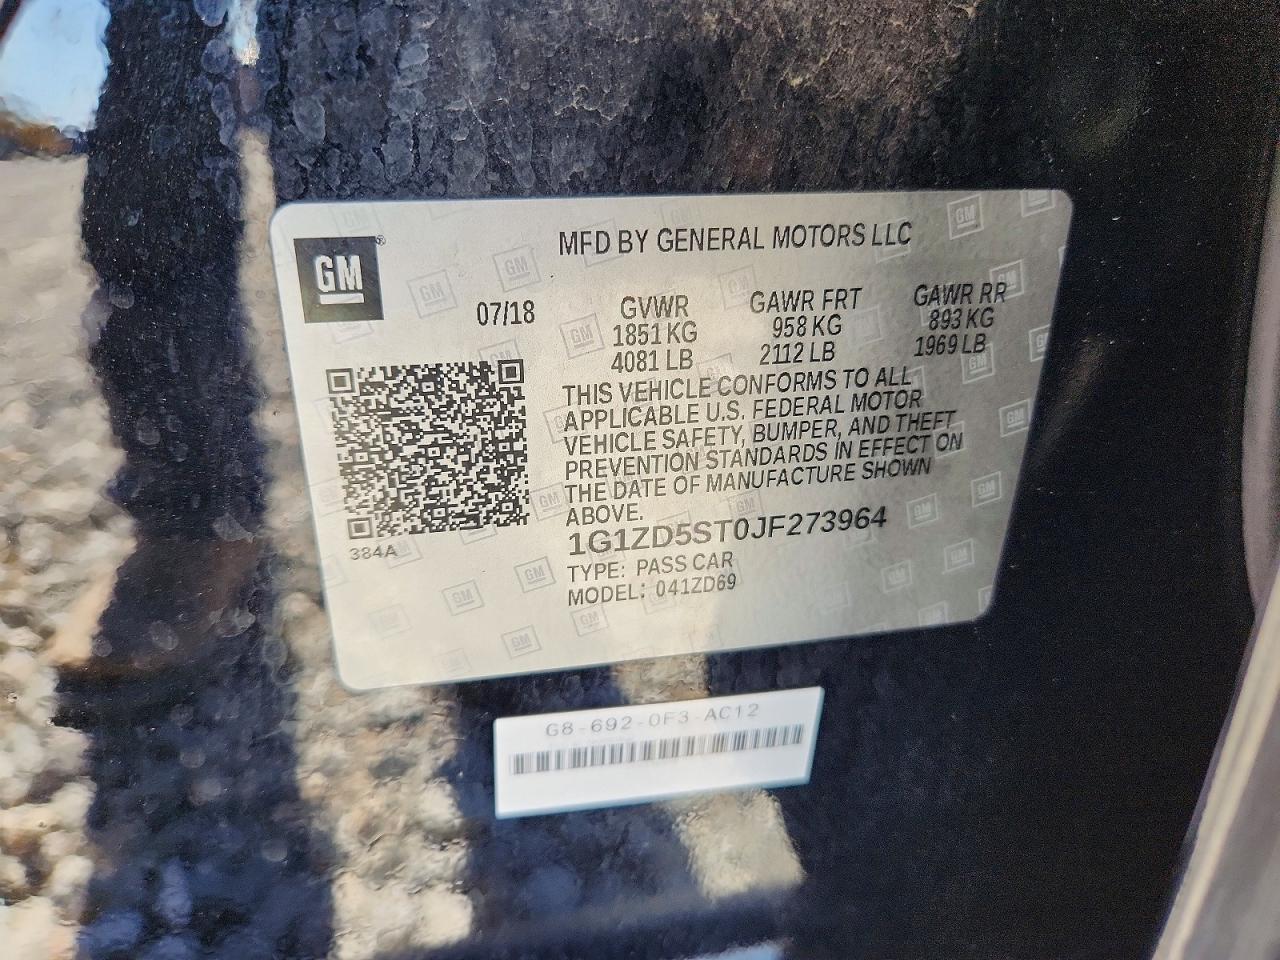 GM
MFD BY GENERAL MOTORS LLC
07/18 GVWR GAWR FRT GAWR RR
1851 KG 958 KG 893 KG
4081 LB 2112 LB 1969 LB
THIS VEHICLE CONFORMS TO ALL
APPLICABLE U.S. FEDERAL MOTOR
VEHICLE SAFETY, BUMPER, AND THEFT
PREVENTION STANDARDS IN EFFECT ON
THE DATE OF MANUFACTURE SHOWN
ABOVE.
384A
1G1ZD5ST0JF273964
TYPE: PASS CAR
MODEL: 041ZD69
G8-692-0F3-AC12